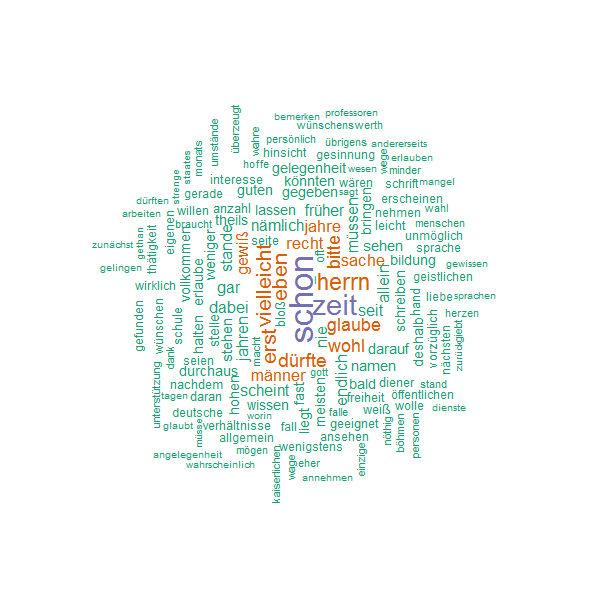 bemerken
professoren
wünschenswerth
überzeugt
umstände
wahre
persönlich
übrigens
andererseits
monats
hinsicht
gesinnung
wege
erlauben
staates
hoffe
gelegenheit
wesen
minder
strenge
interesse
könnten
wären
schrift
mangel
gerade
guten
gegeben
sagt
erscheinen
dürften
willen
anzahl
lassen
früher
müssen
bringen
nehmen
wahl
arbeiten
braucht
theils
nämlich
jahre
leicht
menschen
eigenen
stande
gewiß
seite
recht
bitte
sehen
unmöglich
sprache
zunächst
gethan
thätigkeit
vollkommen
weniger
vielleicht
eben
schon
oft
sache
bildung
gewissen
gelingen
wirklich
erlaube
gar
herrn
allein
geistlichen
dabei
zeit
seit
schreiben
hand
liebe
sprachen
gefunden
wünschen
schule
halten
stelle
stehen
jahren
erst
bloß
nie
glaube
deshalb
vorzüglich
nächsten
herzen
zurück
giebt
dank
seien
macht
dürfte
wohl
darauf
unterstützung
durchaus
männer
gott
endlich
namen
nachdem
hohen
scheint
fast
meisten
bald
diener
stand
tagen
daran
freiheit
öffentlichen
deutsche
wissen
liegt
falle
weiß
wolle
dienste
glaubt
müsse
verhältnisse
worin
fall
geeignet
nöthig
böhmen
personen
allgemein
ansehen
angelegenheit
mögen
wenigstens
einzige
wahrscheinlich
kaiserlichen
wage
eher
annehmen